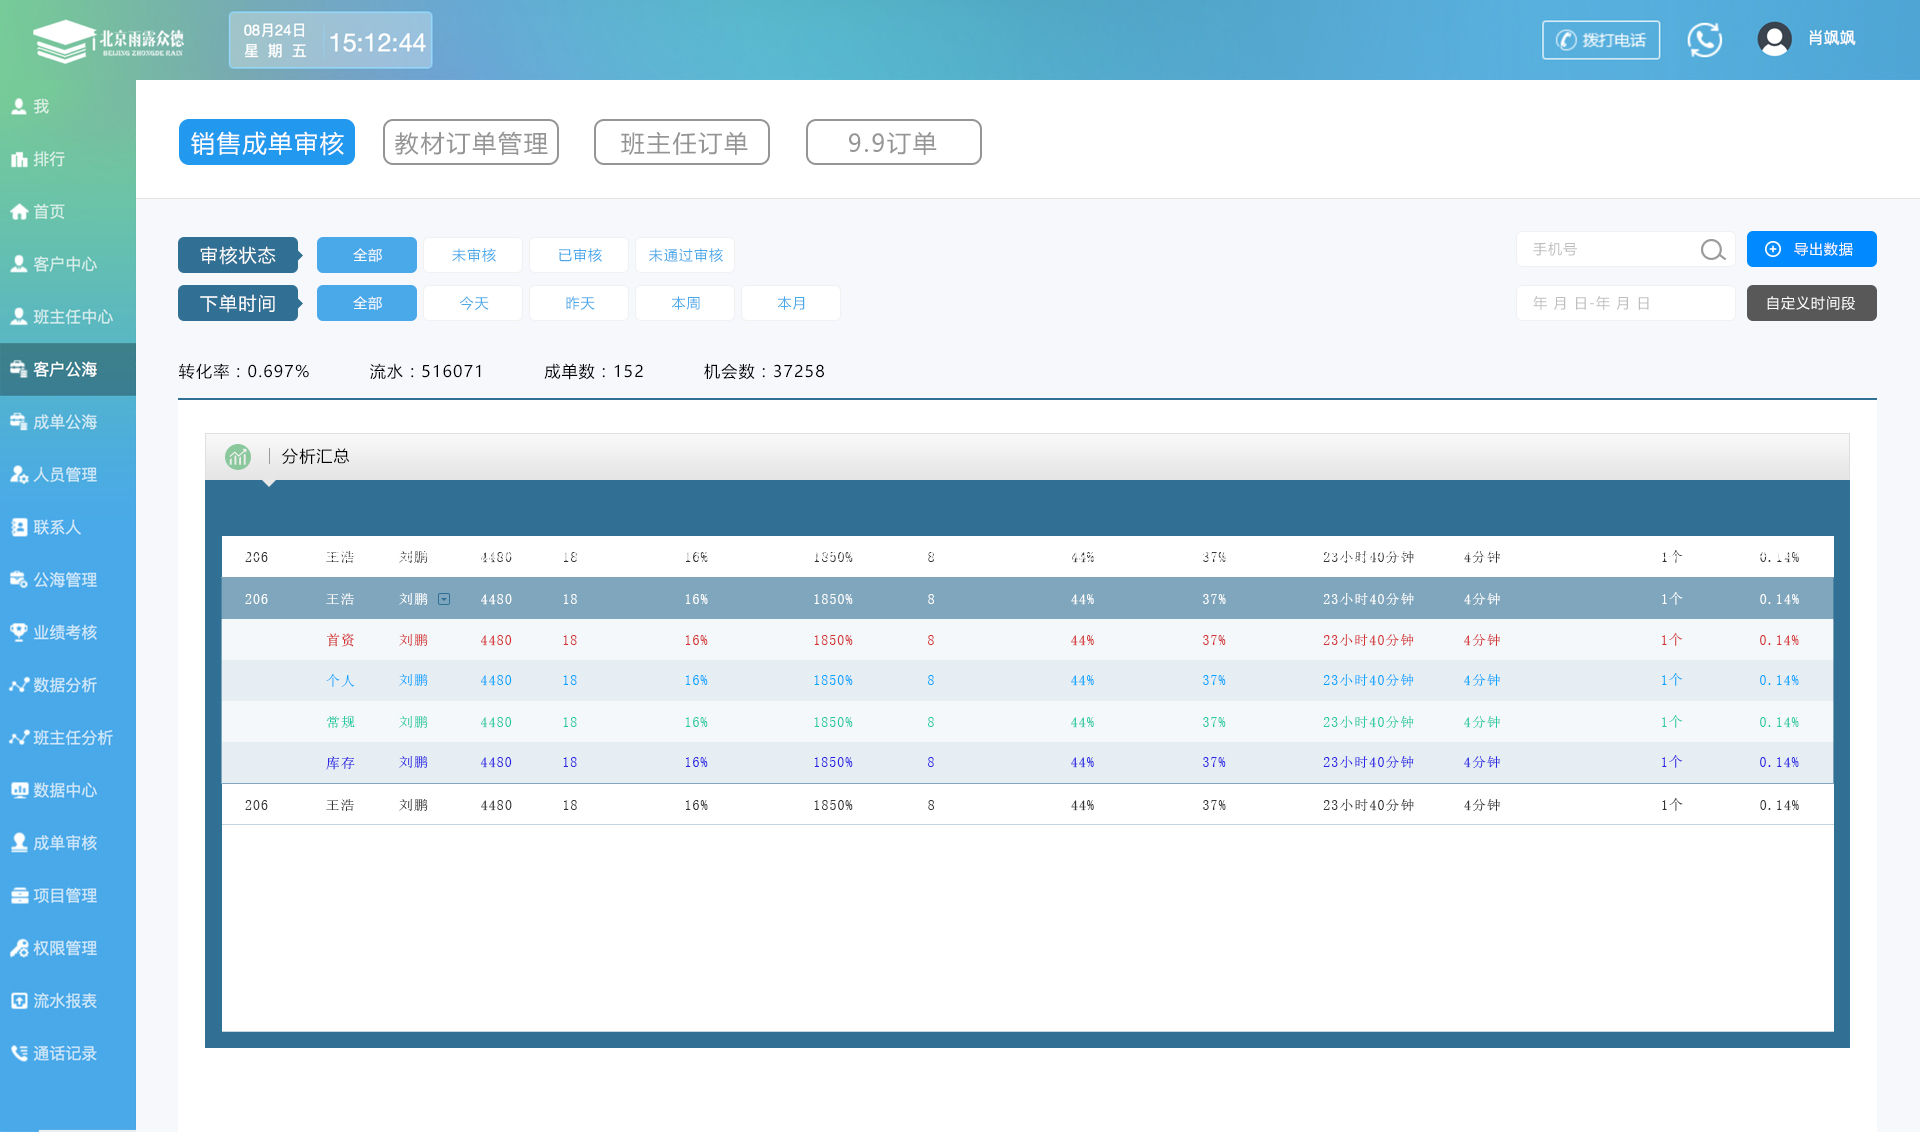 北京雨露众德
BEIJING ZHONGDE RAIN
08月24日
星 期 五
15:12:44
拨打电话
肖飒飒
我
排行
首页
客户中心
班主任中心
客户公海
成单公海
人员管理
联系人
公海管理
业绩考核
数据分析
班主任分析
数据中心
成单审核
项目管理
权限管理
流水报表
通话记录
销售成单审核 教材订单管理 班主任订单 9.9订单
审核状态 全部 未审核 已审核 未通过审核
手机号 导出数据
下单时间 全部 今天 昨天 本周 本月
年 月 日-年 月 日 自定义时间段
转化率：0.697% 流水：516071 成单数：152 机会数：37258
分析汇总
206 王浩 刘鹏 4480 18 16% 1850% 8 44% 37% 23小时40分钟 4分钟 1个 0.14%
206 王浩 刘鹏 4480 18 16% 1850% 8 44% 37% 23小时40分钟 4分钟 1个 0.14%
首资 刘鹏 4480 18 16% 1850% 8 44% 37% 23小时40分钟 4分钟 1个 0.14%
个人 刘鹏 4480 18 16% 1850% 8 44% 37% 23小时40分钟 4分钟 1个 0.14%
常规 刘鹏 4480 18 16% 1850% 8 44% 37% 23小时40分钟 4分钟 1个 0.14%
库存 刘鹏 4480 18 16% 1850% 8 44% 37% 23小时40分钟 4分钟 1个 0.14%
206 王浩 刘鹏 4480 18 16% 1850% 8 44% 37% 23小时40分钟 4分钟 1个 0.14%